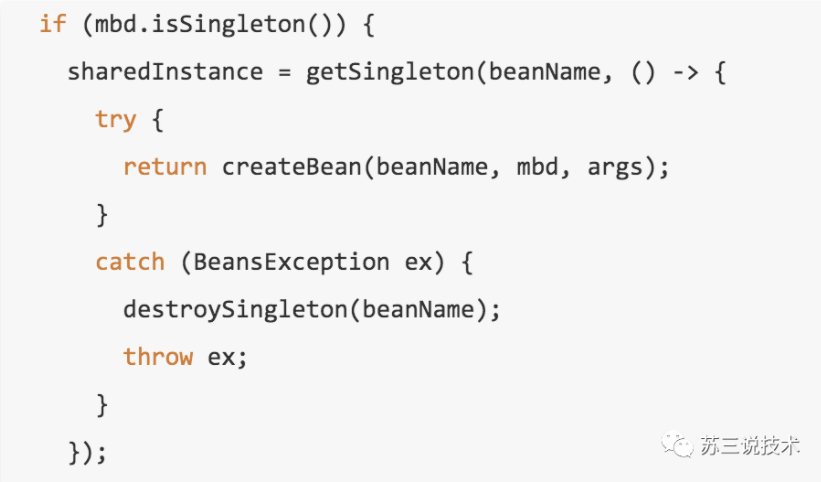 if (mbd.isSingleton()) {
sharedInstance = getSingleton(beanName, () -> {
try {
return createBean(beanName, mbd, args);
}
catch (BeansException ex) {
destroySingleton(beanName);
throw ex;
}
});
苏三说技术